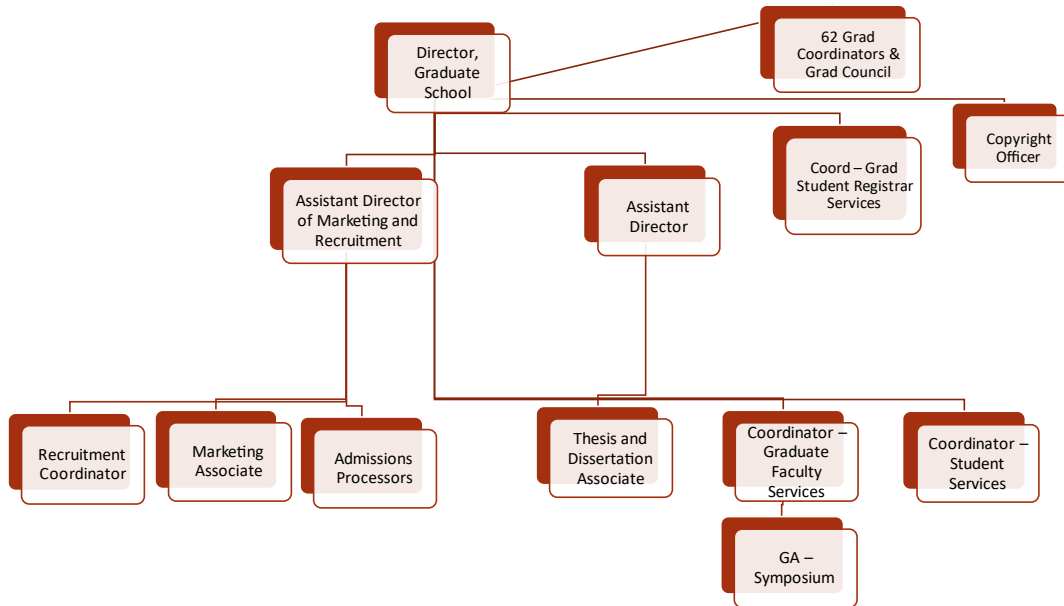 Director,
Graduate
School
62 Grad
Coordinators &
Grad Council
Copyright
Officer
Coord – Grad
Student Registrar
Services
Assistant Director
of Marketing and
Recruitment
Assistant
Director
Recruitment
Coordinator
Marketing
Associate
Admissions
Processors
Thesis and
Dissertation
Associate
Coordinator –
Graduate
Faculty
Services
Coordinator –
Student
Services
GA –
Symposium